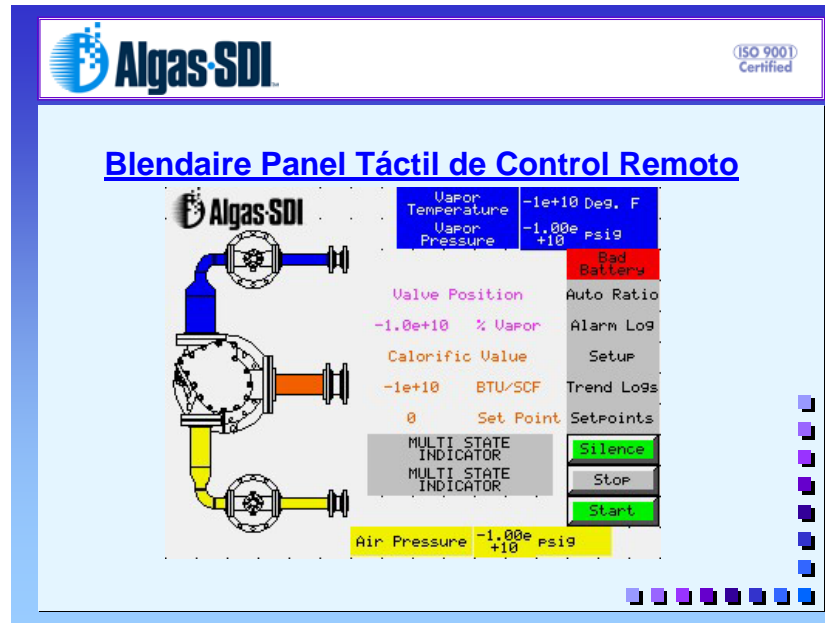 Algas·SDI™
ISO 9001
Certified
Blendaire Panel Táctil de Control Remoto
Algas·SDI
Vapor
Temperature
-1e+10 Deg. F
Vapor
Pressure
-1.00e
+10
psig
Bad
Battery
Valve Position
Auto Ratio
-1.0e+10 % Vapor
Alarm Log
Calorific Value
Setup
-1e+10 BTU/SCF
Trend Logs
0 Set Point
Setpoints
MULTI STATE
INDICATOR
Silence
MULTI STATE
INDICATOR
Stop
Start
Air Pressure
-1.00e
+10
psig